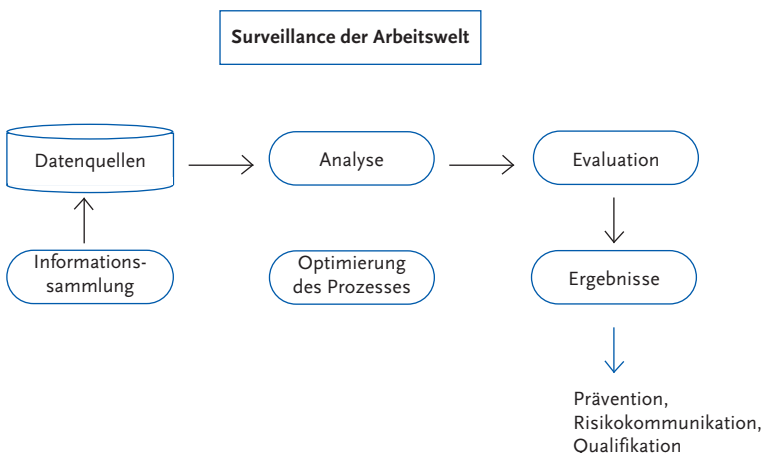 Surveillance der Arbeitswelt
Datenquellen
Analyse
Evaluation
Informations-
sammlung
Optimierung
des Prozesses
Ergebnisse
Prävention,
Risikokommunikation,
Qualifikation